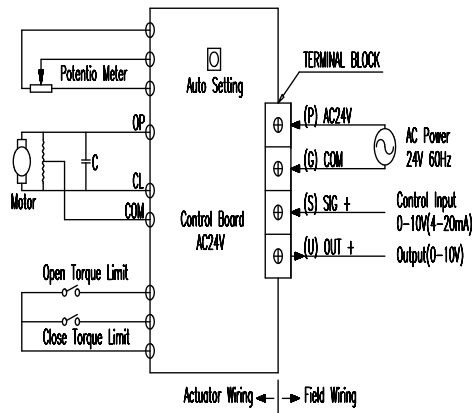 TERMINAL BLOCK
Potentio Meter
Auto Setting
OP
(P) AC24V
AC Power
24V 60Hz
C
(G) COM
CL
Motor
COM
(S) SIG +
Control Input
0-10V(4-20mA)
Control Board
AC24V
(U) OUT +
Output(0-10V)
Open Torque Limit
Close Torque Limit
Actuator Wiring
Field Wiring